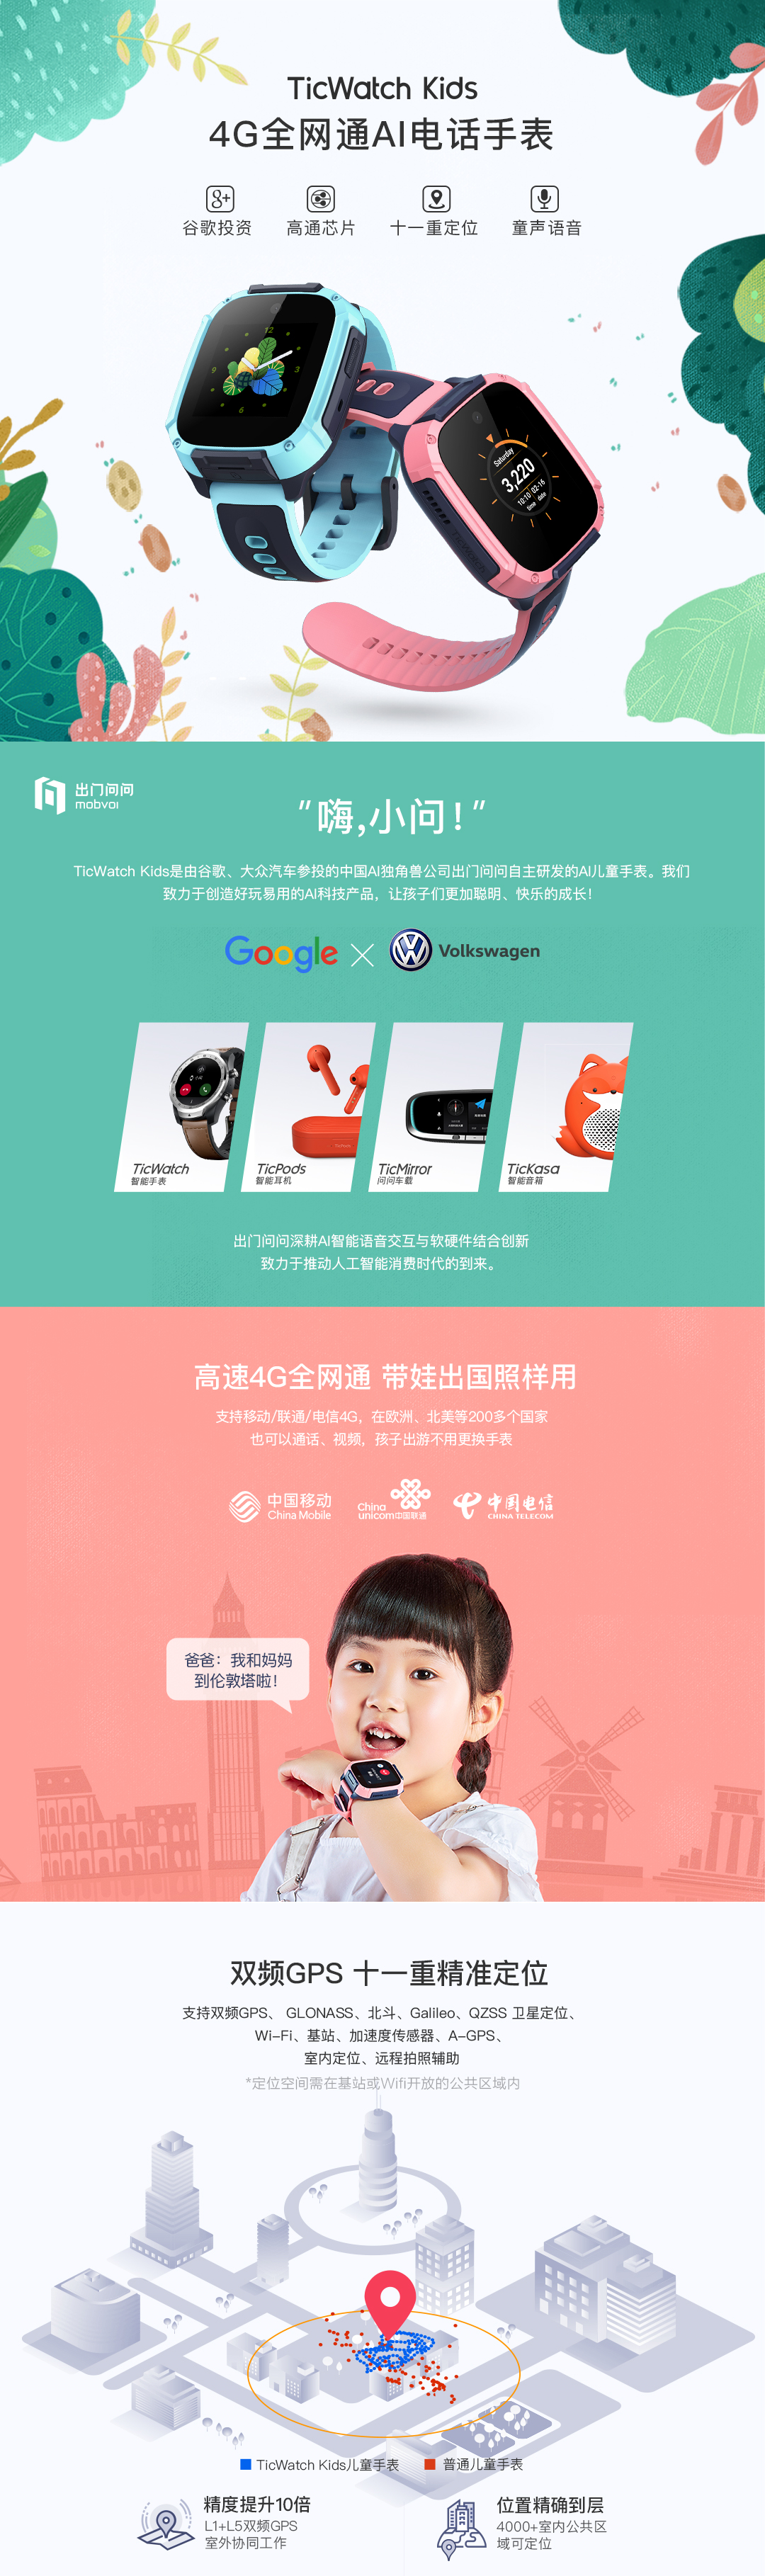 TicWatch Kids
4G全网通AI电话手表
谷歌投资 高通芯片 十一重定位 童声语音
12
9 3
6
Saturday
3,220
10:10 02-16
time date
出门问问
mobvoi
“嗨,小问!”
TicWatch Kids是由谷歌、大众汽车参投的中国AI独角兽公司出门问问自主研发的AI儿童手表。我们
致力于创造好玩易用的AI科技产品，让孩子们更加聪明、快乐的成长!
Google Volkswagen
TicWatch
智能手表
TicPods
智能耳机
TicMirror
问问车载
TicKasa
智能音箱
出门问问深耕AI智能语音交互与软硬件结合创新
致力于推动人工智能消费时代的到来。
高速4G全网通 带娃出国照样用
支持移动/联通/电信4G，在欧洲、北美等200多个国家
也可以通话、视频，孩子出游不用更换手表
中国移动
China Mobile
China
unicom中国联通
中国电信
CHINA TELECOM
爸爸：我和妈妈
到伦敦塔啦!
双频GPS 十一重精准定位
支持双频GPS、 GLONASS、北斗、Galileo、QZSS 卫星定位、
Wi-Fi、基站、加速度传感器、A-GPS、
室内定位、远程拍照辅助
*定位空间需在基站或Wifi开放的公共区域内
TicWatch Kids儿童手表 普通儿童手表
精度提升10倍
L1+L5双频GPS
室外协同工作
位置精确到层
4000+室内公共区
域可定位